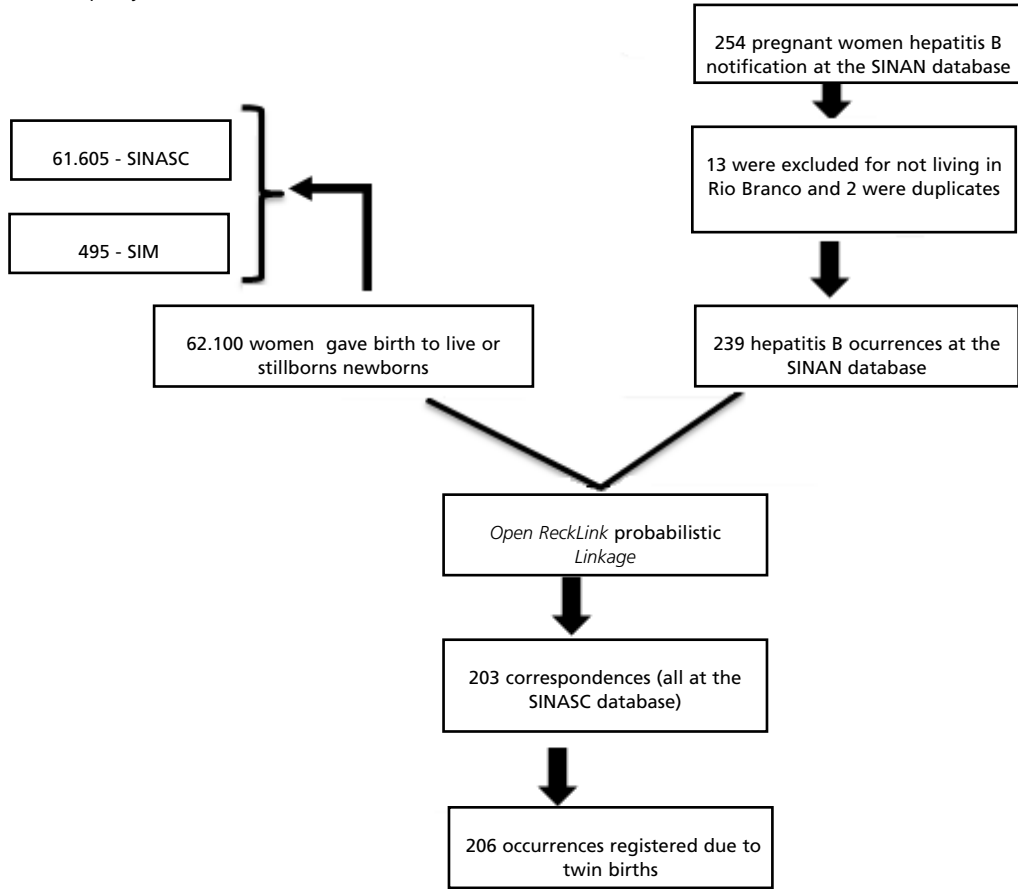 254 pregnant women hepatitis B
notification at the SINAN database
13 were excluded for not living in
Rio Branco and 2 were duplicates
61.605 - SINASC
495 - SIM
62.100 women gave birth to live or
stillborns newborns
239 hepatitis B ocurrences at the
SINAN database
Open ReckLink probabilistic
Linkage
203 correspondences (all at the
SINASC database)
206 occurrences registered due to
twin births